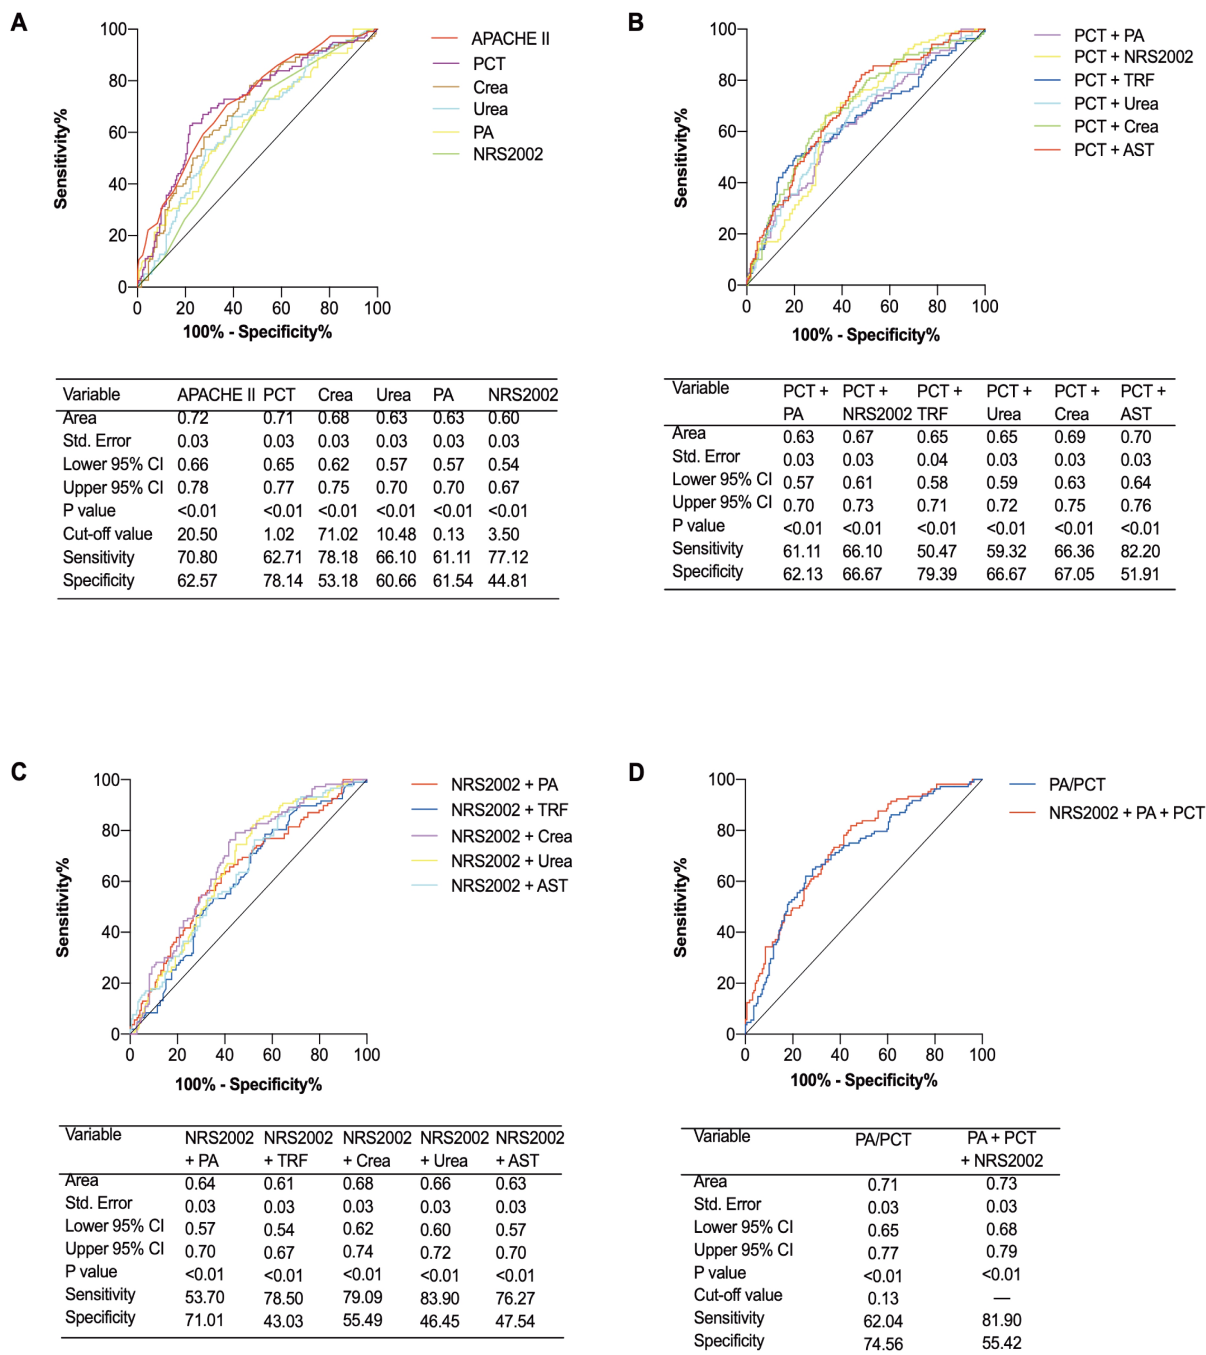 A
100
80
60
40
20
0
Sensitivity%
0 20 40 60 80 100
100% - Specificity%
APACHE II
PCT
Crea
Urea
PA
NRS2002
Variable APACHE II PCT Crea Urea PA NRS2002
Area 0.72 0.71 0.68 0.63 0.63 0.60
Std. Error 0.03 0.03 0.03 0.03 0.03 0.03
Lower 95% CI 0.66 0.65 0.62 0.57 0.57 0.54
Upper 95% CI 0.78 0.77 0.75 0.70 0.70 0.67
P value <0.01 <0.01 <0.01 <0.01 <0.01 <0.01
Cut-off value 20.50 1.02 71.02 10.48 0.13 3.50
Sensitivity 70.80 62.71 78.18 66.10 61.11 77.12
Specificity 62.57 78.14 53.18 60.66 61.54 44.81
B
100
80
60
40
20
0
Sensitivity%
0 20 40 60 80 100
100% - Specificity%
PCT + PA
PCT + NRS2002
PCT + TRF
PCT + Urea
PCT + Crea
PCT + AST
Variable PCT + PCT + PCT + PCT + PCT + PCT +
PA NRS2002 TRF Urea Crea AST
Area 0.63 0.67 0.65 0.65 0.69 0.70
Std. Error 0.03 0.03 0.04 0.03 0.03 0.03
Lower 95% CI 0.57 0.61 0.58 0.59 0.63 0.64
Upper 95% CI 0.70 0.73 0.71 0.72 0.75 0.76
P value <0.01 <0.01 <0.01 <0.01 <0.01 <0.01
Sensitivity 61.11 66.10 50.47 59.32 66.36 82.20
Specificity 62.13 66.67 79.39 66.67 67.05 51.91
C
100
80
60
40
20
0
Sensitivity%
0 20 40 60 80 100
100% - Specificity%
NRS2002 + PA
NRS2002 + TRF
NRS2002 + Crea
NRS2002 + Urea
NRS2002 + AST
Variable NRS2002 NRS2002 NRS2002 NRS2002 NRS2002
+ PA + TRF + Crea + Urea + AST
Area 0.64 0.61 0.68 0.66 0.63
Std. Error 0.03 0.03 0.03 0.03 0.03
Lower 95% CI 0.57 0.54 0.62 0.60 0.57
Upper 95% CI 0.70 0.67 0.74 0.72 0.70
P value <0.01 <0.01 <0.01 <0.01 <0.01
Sensitivity 53.70 78.50 79.09 83.90 76.27
Specificity 71.01 43.03 55.49 46.45 47.54
D
100
80
60
40
20
0
Sensitivity%
0 20 40 60 80 100
100% - Specificity%
PA/PCT
NRS2002 + PA + PCT
Variable PA/PCT PA + PCT
+ NRS2002
Area 0.71 0.73
Std. Error 0.03 0.03
Lower 95% CI 0.65 0.68
Upper 95% CI 0.77 0.79
P value <0.01 <0.01
Cut-off value 0.13 —
Sensitivity 62.04 81.90
Specificity 74.56 55.42